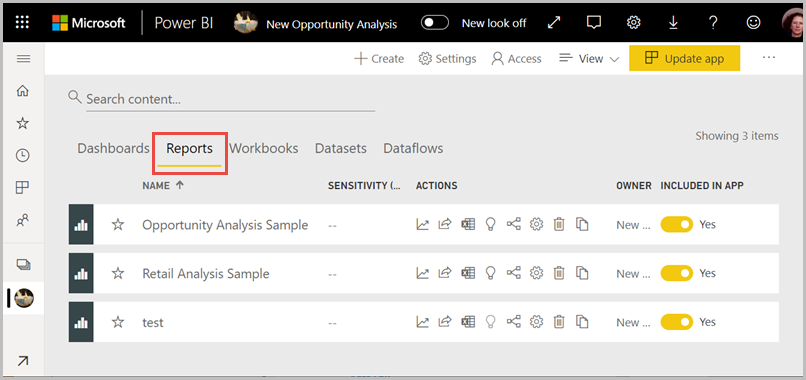 Microsoft Power BI New Opportunity Analysis New look off
Create Settings Access View Update app
Search content...
Showing 3 items
Dashboards Reports Workbooks Datasets Dataflows
NAME SENSITIVITY (... ACTIONS OWNER INCLUDED IN APP
Opportunity Analysis Sample -- New ... Yes
Retail Analysis Sample -- New ... Yes
test -- New ... Yes